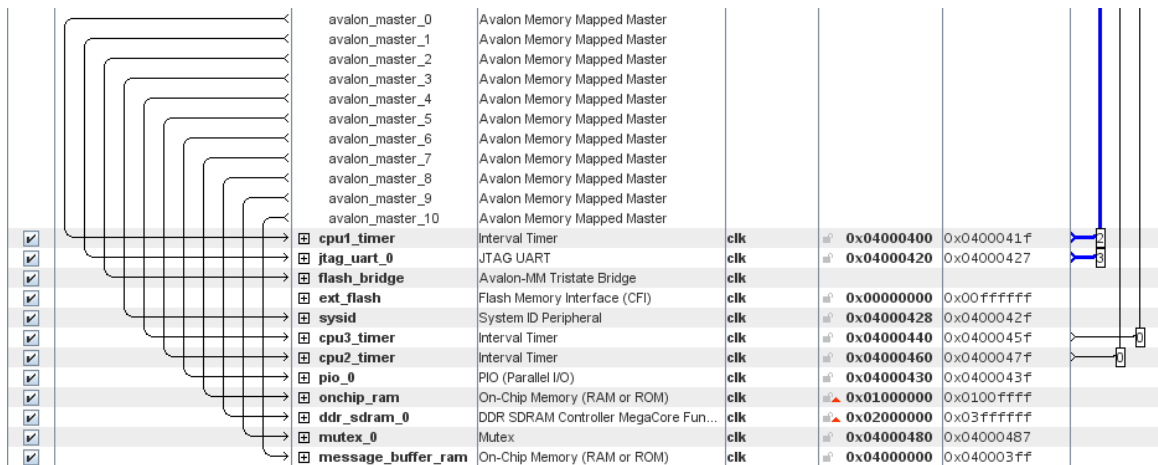 avalon_master_0 Avalon Memory Mapped Master
avalon_master_1 Avalon Memory Mapped Master
avalon_master_2 Avalon Memory Mapped Master
avalon_master_3 Avalon Memory Mapped Master
avalon_master_4 Avalon Memory Mapped Master
avalon_master_5 Avalon Memory Mapped Master
avalon_master_6 Avalon Memory Mapped Master
avalon_master_7 Avalon Memory Mapped Master
avalon_master_8 Avalon Memory Mapped Master
avalon_master_9 Avalon Memory Mapped Master
avalon_master_10 Avalon Memory Mapped Master
cpu1_timer Interval Timer clk 0x04000400 0x0400041f 2
jtag_uart_0 JTAG UART clk 0x04000420 0x04000427 3
flash_bridge Avalon-MM Tristate Bridge clk
ext_flash Flash Memory Interface (CFI) clk 0x00000000 0x00ffffff
sysid System ID Peripheral clk 0x04000428 0x0400042f
cpu3_timer Interval Timer clk 0x04000440 0x0400045f 0
cpu2_timer Interval Timer clk 0x04000460 0x0400047f 0
pio_0 PIO (Parallel I/O) clk 0x04000430 0x0400043f
onchip_ram On-Chip Memory (RAM or ROM) clk 0x01000000 0x0100ffff
ddr_sdram_0 DDR SDRAM Controller MegaCore Fun... clk 0x02000000 0x03ffffff
mutex_0 Mutex clk 0x04000480 0x04000487
message_buffer_ram On-Chip Memory (RAM or ROM) clk 0x04000000 0x040003ff